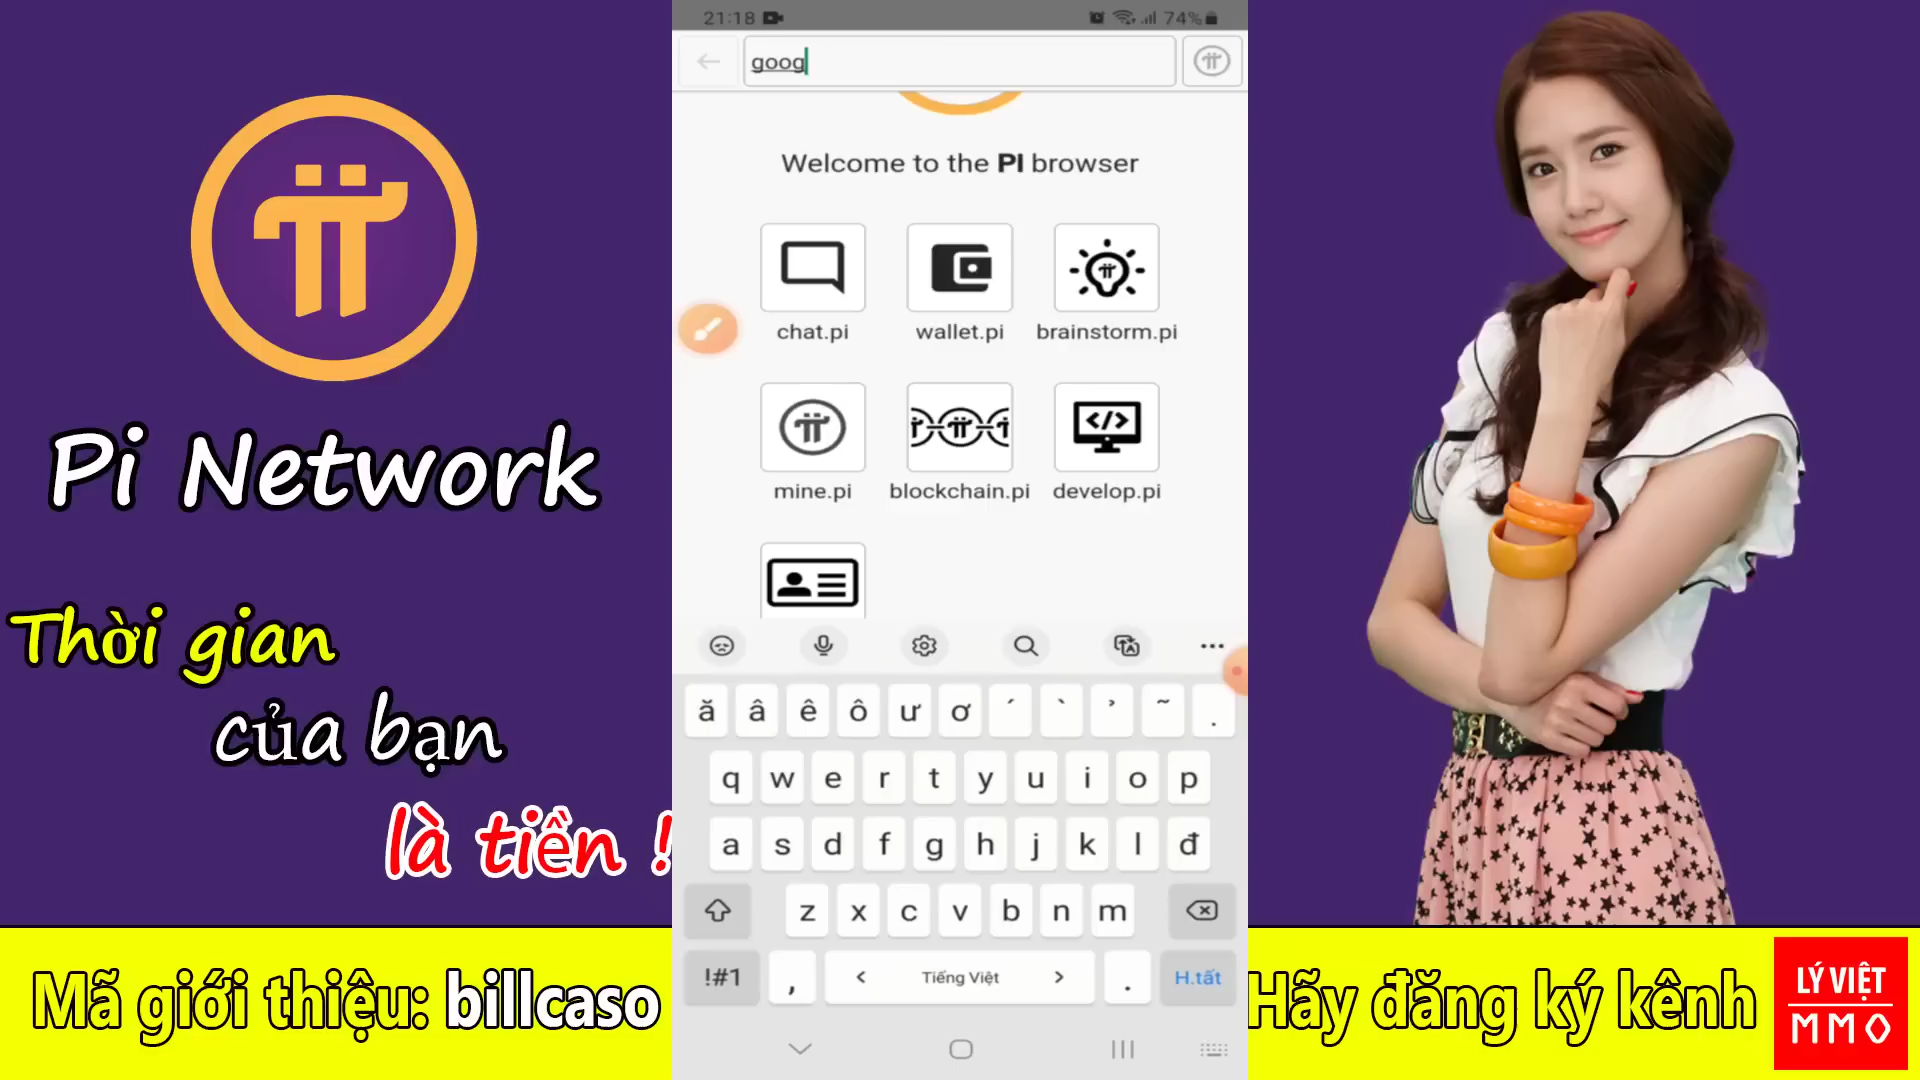 Pi Network
Thời gian
của bạn
là tiền !
Mã giới thiệu: billcaso
21:18
74%
goog
Welcome to the PI browser
chat.pi
wallet.pi
brainstorm.pi
mine.pi
blockchain.pi
develop.pi
ă â ê ô ư ơ ´ ` ̉ ~ .
q w e r t y u i o p
a s d f g h j k l đ
z x c v b n m
!#1 , < Tiếng Việt > . H.tất
Hãy đăng ký kênh
LÝ VIỆT
MMO